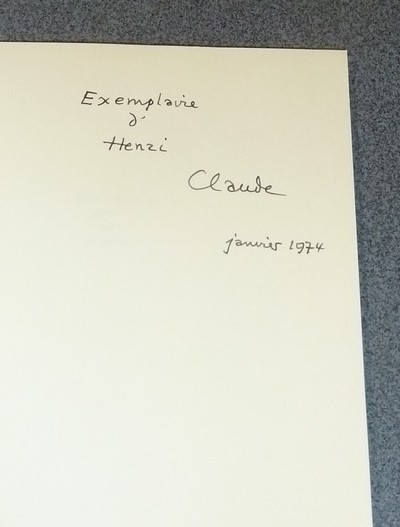 Exemplaire
d'
Henri
Claude
janvier 1974